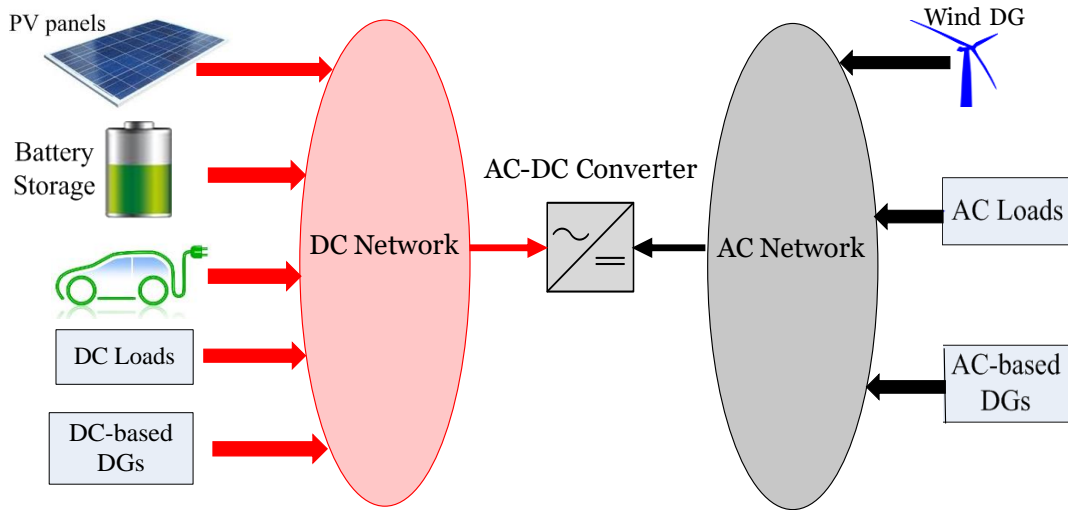 PV panels
Battery
Storage
DC Loads
DC-based
DGs
DC Network
AC-DC Converter
AC Network
Wind DG
AC Loads
AC-based
DGs